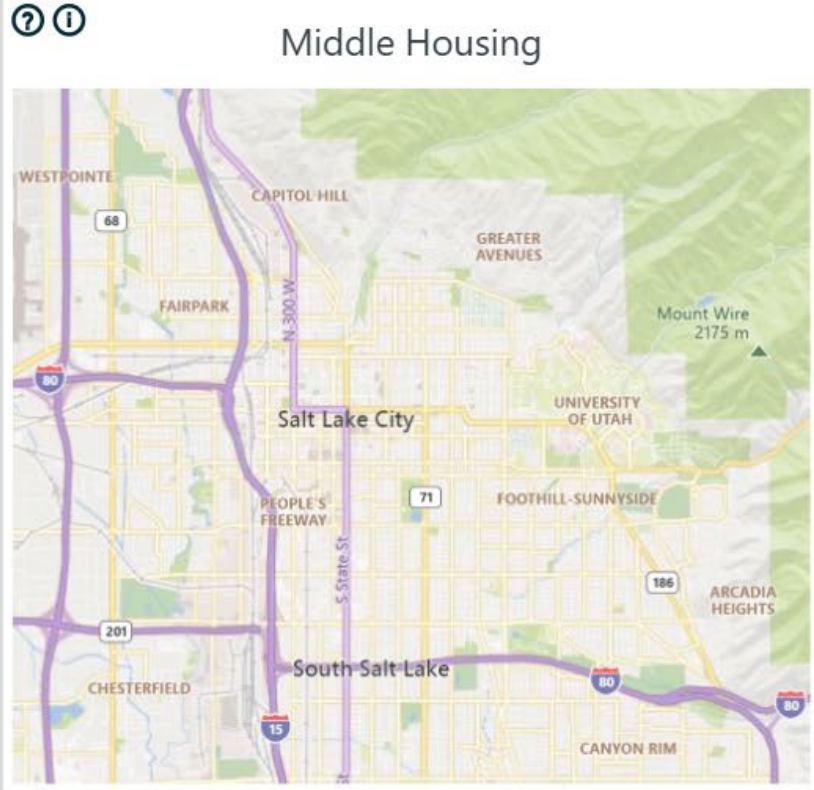 ? i
Middle Housing
WESTPOINTE
CAPITOL HILL
68
GREATER
AVENUES
FAIRPARK
N 300 W
Mount Wire
2175 m
80
UNIVERSITY
OF UTAH
Salt Lake City
71
PEOPLE'S
FREEWAY
FOOTHILL-SUNNYSIDE
S State St
186
ARCADIA
HEIGHTS
201
South Salt Lake
80
CHESTERFIELD
80
15
CANYON RIM
St